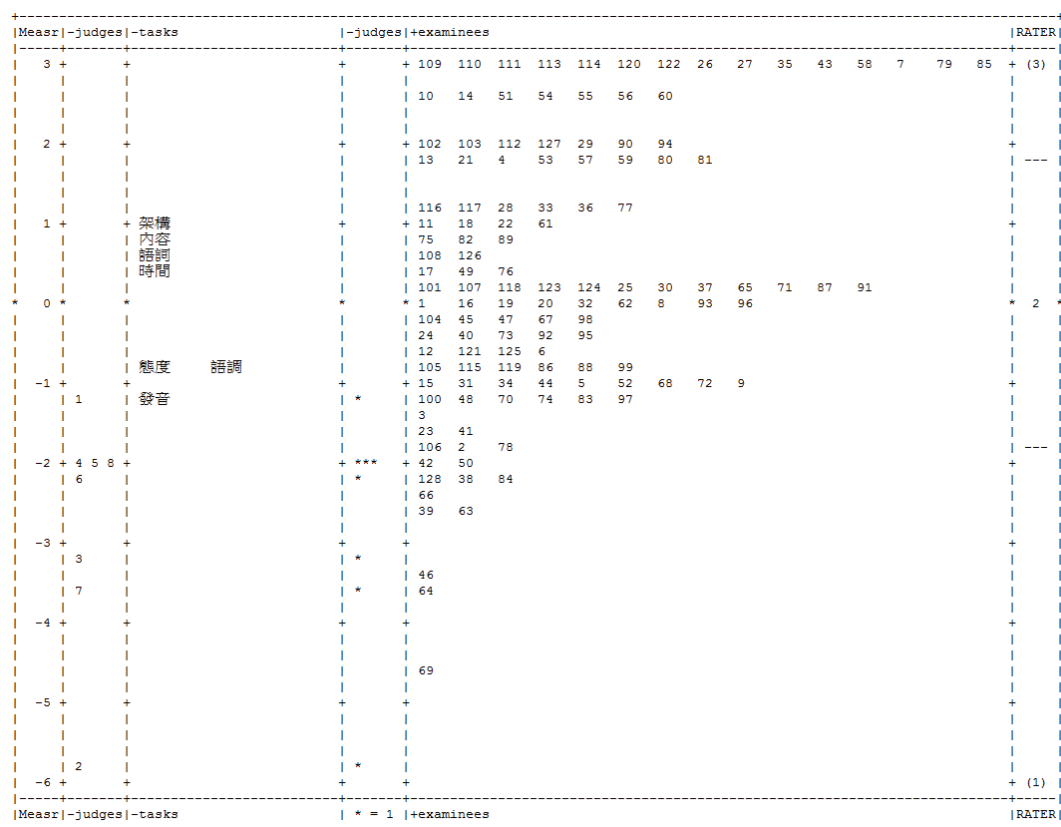 +-----------------------------------------------------------------------------+
|Measr|-judges|-tasks |-judges|+examinees |RATER|
|-----+-------+-------+-------+-----------+-----|
| 3 + + + + 109 110 111 113 114 120 122 26 27 35 43 58 7 79 85 + (3) |
| | | | | |
| | | | 10 14 51 54 55 56 60 | |
| | | | | |
| | | | | |
| 2 + + + + 102 103 112 127 29 90 94 + |
| | | | 13 21 4 53 57 59 80 81 | --- |
| | | | | |
| | | | | |
| | | | 116 117 28 33 36 77 | |
| 1 + + 架構 + + 11 18 22 61 + |
| | | 內容 | | 75 82 89 | |
| | | 語詞 | | 108 126 | |
| | | 時間 | | 17 49 76 | |
| | | | 101 107 118 123 124 25 30 37 65 71 87 91 | |
* 0 * * * * 1 16 19 20 32 62 8 93 96 * 2 *
| | | | 104 45 47 67 98 | |
| | | | 24 40 73 92 95 | |
| | | | 12 121 125 6 | |
| | | 態度 語調 | | 105 115 119 86 88 99 | |
| -1 + + + + 15 31 34 44 5 52 68 72 9 + |
| | 1 | 發音 | * | 100 48 70 74 83 97 | |
| | | | 3 | |
| | | | 23 41 | |
| | | | 106 2 78 | --- |
| -2 + 4 5 8 + + *** + 42 50 + |
| | 6 | | * | 128 38 84 | |
| | | | 66 | |
| | | | 39 63 | |
| | | | | |
| -3 + + + + + |
| | 3 | | * | | |
| | | | 46 | |
| | 7 | | * | 64 | |
| | | | | |
| -4 + + + + + |
| | | | | |
| | | | | |
| | | | 69 | |
| | | | | |
| -5 + + + + + |
| | | | | |
| | | | | |
| | | | | |
| | 2 | | * | | |
| -6 + + + + + (1) |
|-----+-------+-------+-------+-----------+-----|
|Measr|-judges|-tasks | * = 1 |+examinees |RATER|